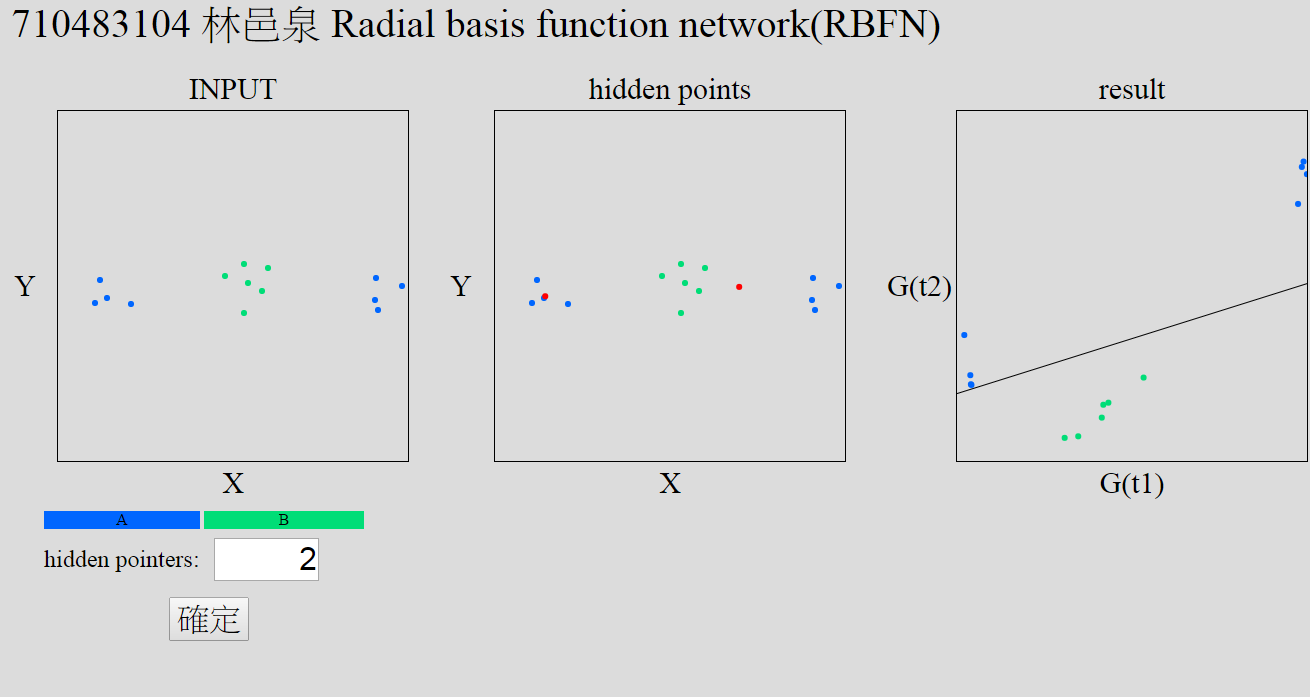 710483104 林邑泉 Radial basis function network(RBFN)
INPUT
hidden points
result
Y
Y
G(t2)
X
X
G(t1)
A
B
hidden pointers: 2
確定